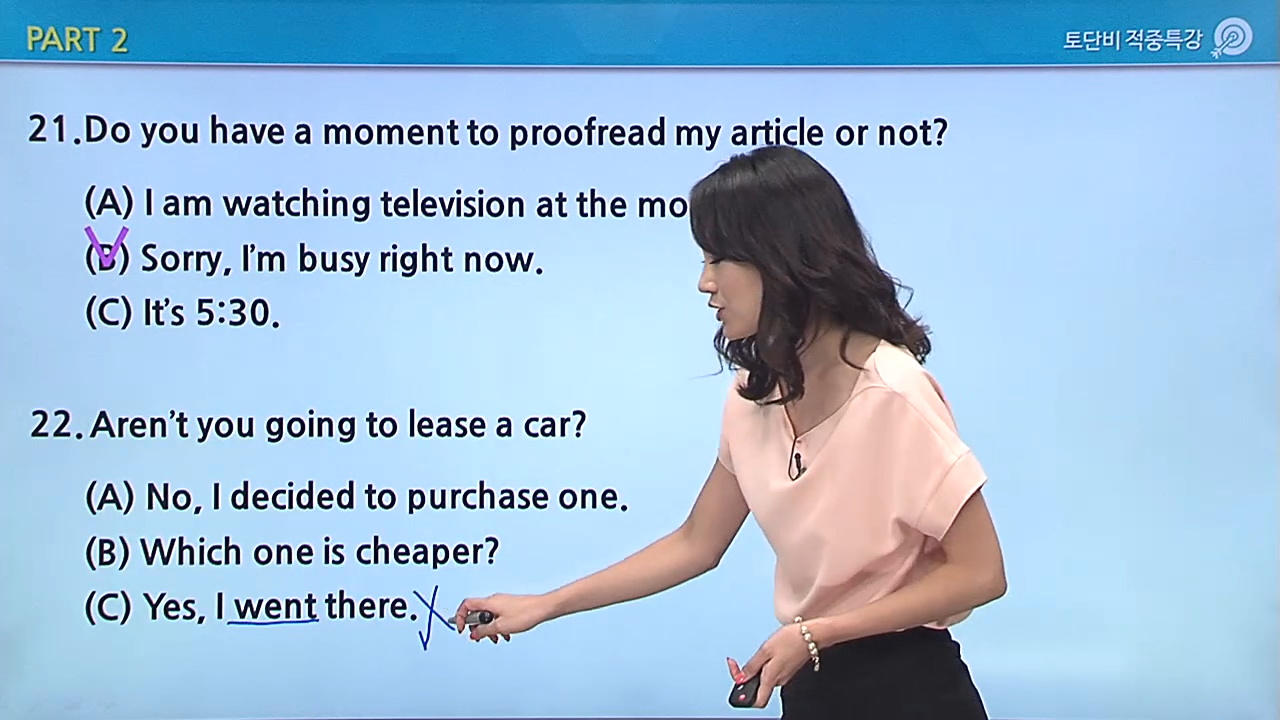 PART 2
토단비 적중특강
21. Do you have a moment to proofread my article or not?
(A) I am watching television at the
(B) Sorry, I'm busy right now.
(C) It's 5:30.
22. Aren't you going to lease a car?
(A) No, I decided to purchase one.
(B) Which one is cheaper?
(C) Yes, I went there.